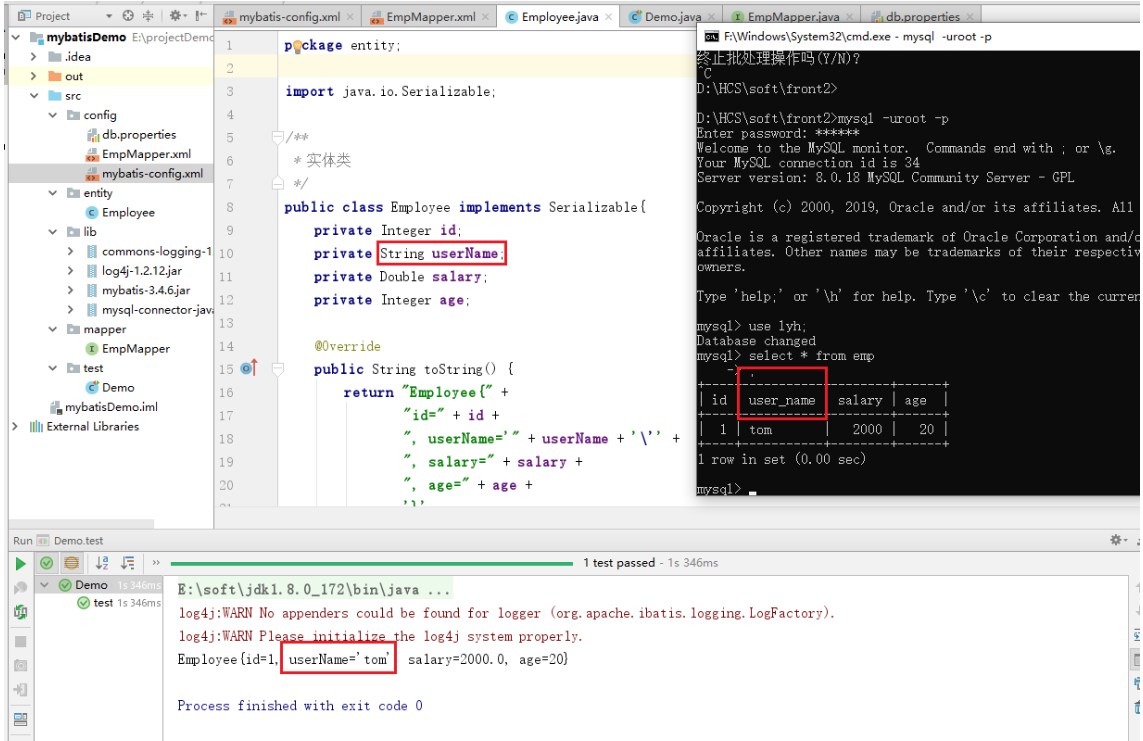 Project
mybatis-config.xml
EmpMapper.xml
Employee.java
Demo.java
EmpMapper.java
db.properties
mybatisDemo E:\projectDemo
.idea
out
src
config
db.properties
EmpMapper.xml
mybatis-config.xml
entity
Employee
lib
commons-logging-1
log4j-1.2.12.jar
mybatis-3.4.6.jar
mysql-connector-java
mapper
EmpMapper
test
Demo
mybatisDemo.iml
External Libraries
1 package entity;
2
3 import java.io.Serializable;
4
5 /**
6 * 实体类
7 */
8 public class Employee implements Serializable{
9 private Integer id;
10 private String userName;
11 private Double salary;
12 private Integer age;
13
14 @Override
15 public String toString() {
16 return "Employee{" +
17 "id=" + id +
18 ", userName='" + userName + '\'' +
19 ", salary=" + salary +
20 ", age=" + age +
F:\Windows\System32\cmd.exe - mysql -uroot -p
终止批处理操作吗(Y/N)?
^C
D:\HCS\soft\front2>
D:\HCS\soft\front2>mysql -uroot -p
Enter password: ******
Welcome to the MySQL monitor. Commands end with ; or \g.
Your MySQL connection id is 34
Server version: 8.0.18 MySQL Community Server - GPL
Copyright (c) 2000, 2019, Oracle and/or its affiliates. All
Oracle is a registered trademark of Oracle Corporation and/o
affiliates. Other names may be trademarks of their respectiv
owners.
Type 'help;' or '\h' for help. Type '\c' to clear the curren
mysql> use lyh;
Database changed
mysql> select * from emp
->
| id | user_name | salary | age |
| 1 | tom | 2000 | 20 |
1 row in set (0.00 sec)
mysql>
Run Demo.test
1 test passed - 1s 346ms
Demo 1s 346ms
test 1s 346ms
E:\soft\jdk1.8.0_172\bin\java ...
log4j:WARN No appenders could be found for logger (org.apache.ibatis.logging.LogFactory).
log4j:WARN Please initialize the log4j system properly.
Employee{id=1, userName='tom' salary=2000.0, age=20}
Process finished with exit code 0